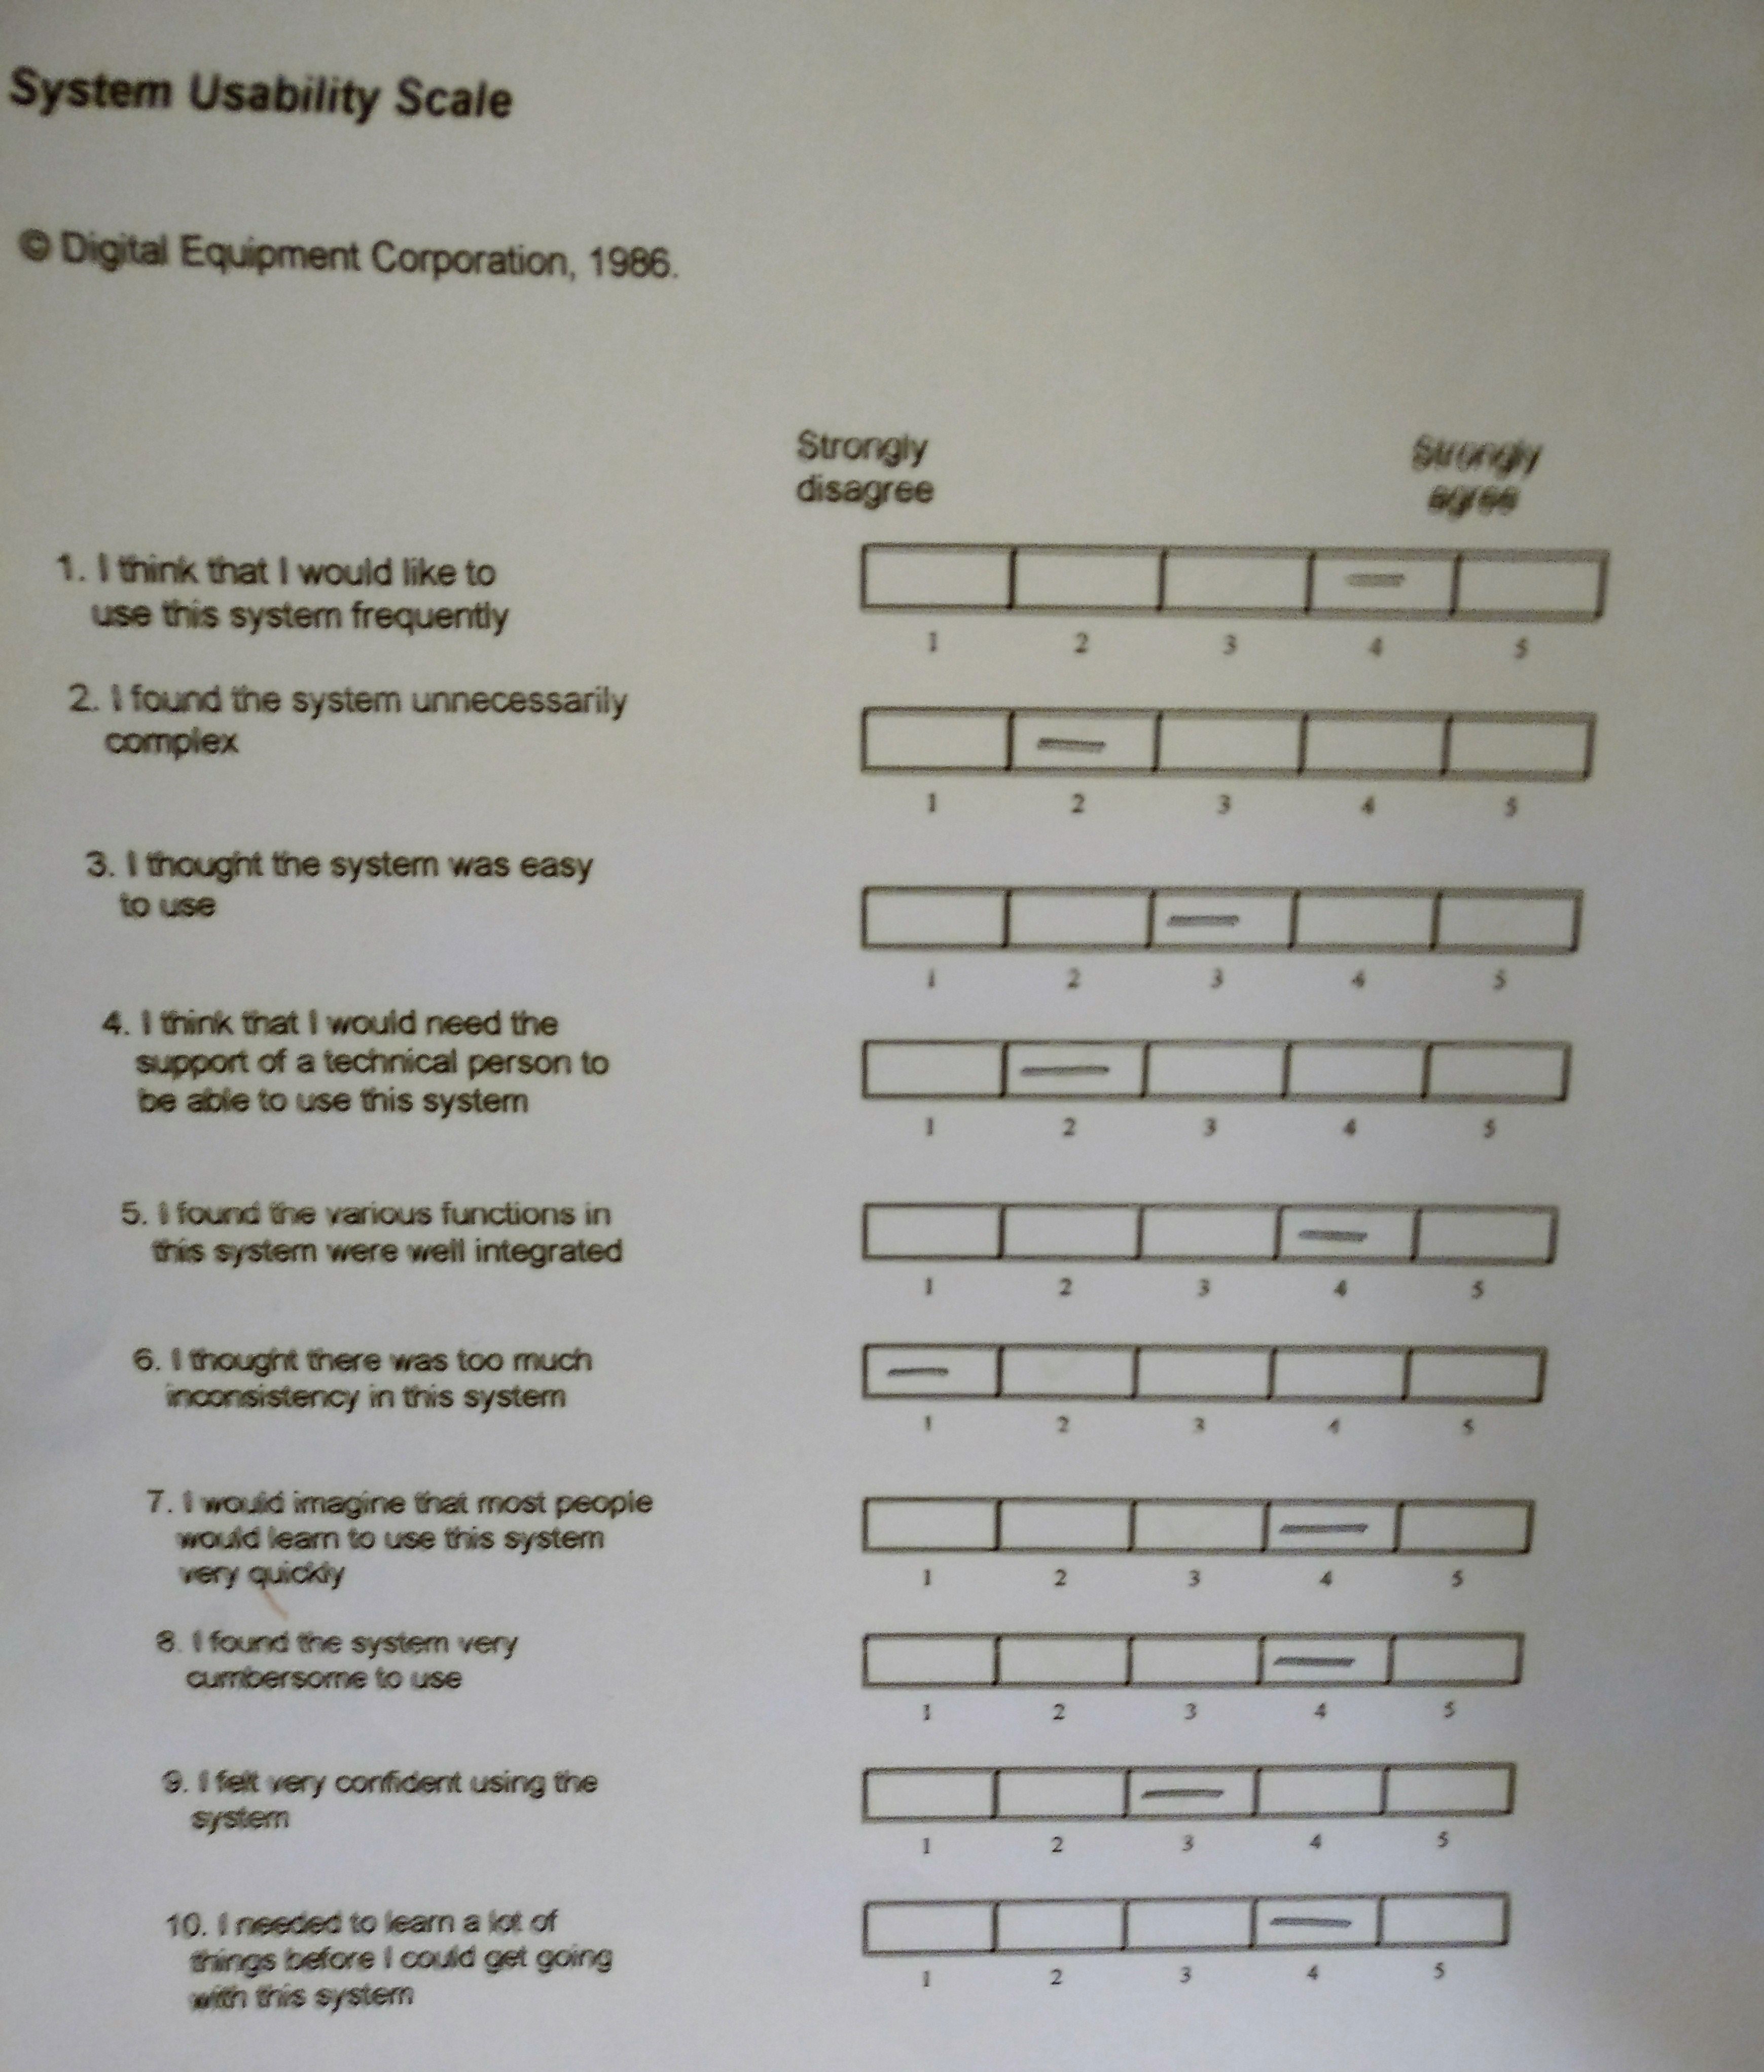 System Usability Scale
© Digital Equipment Corporation, 1986.
Strongly
disagree
Strongly
agree
1. I think that I would like to
use this system frequently
1 2 3 4 5
2. I found the system unnecessarily
complex
1 2 3 4 5
3. I thought the system was easy
to use
1 2 3 4 5
4. I think that I would need the
support of a technical person to
be able to use this system
1 2 3 4 5
5. I found the various functions in
this system were well integrated
1 2 3 4 5
6. I thought there was too much
inconsistency in this system
1 2 3 4 5
7. I would imagine that most people
would learn to use this system
very quickly
1 2 3 4 5
8. I found the system very
cumbersome to use
1 2 3 4 5
9. I felt very confident using the
system
1 2 3 4 5
10. I needed to learn a lot of
things before I could get going
with this system
1 2 3 4 5